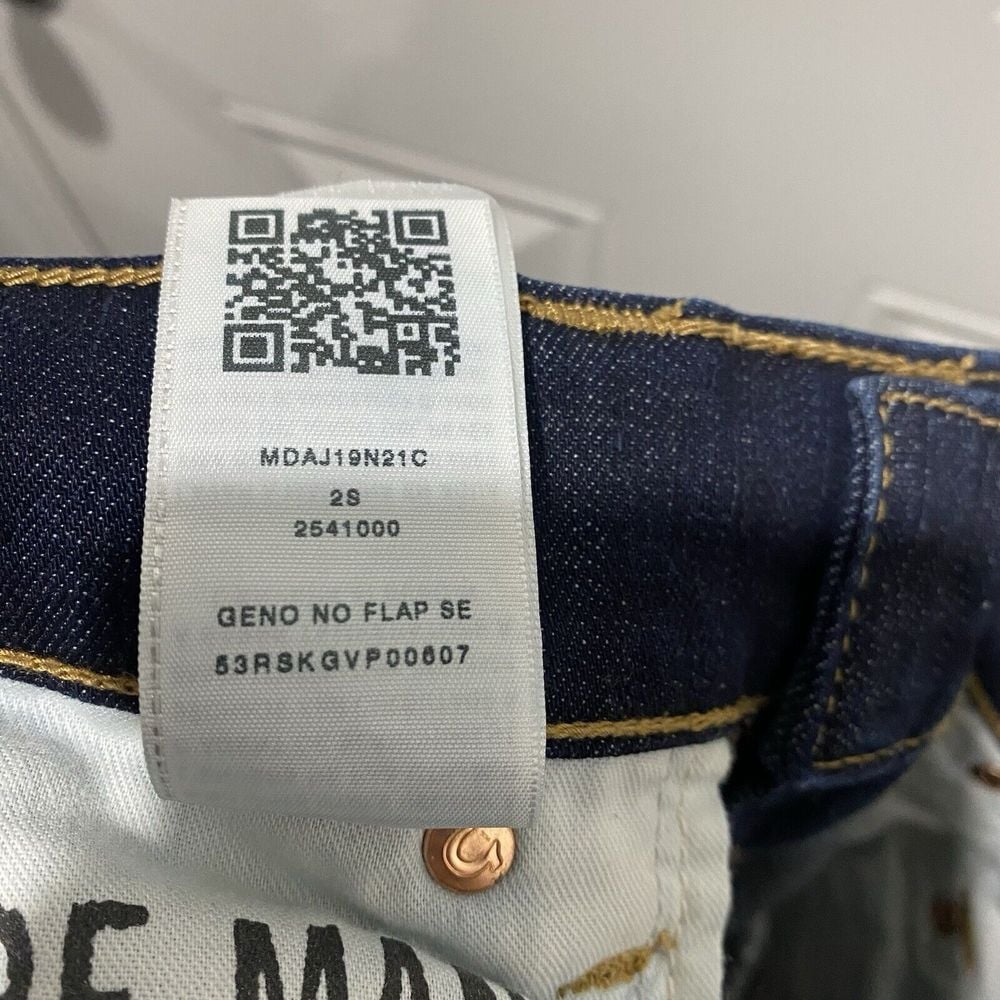 MDAJ19N21C
2S
2541000
GENO NO FLAP SE
53RSKGVP00607